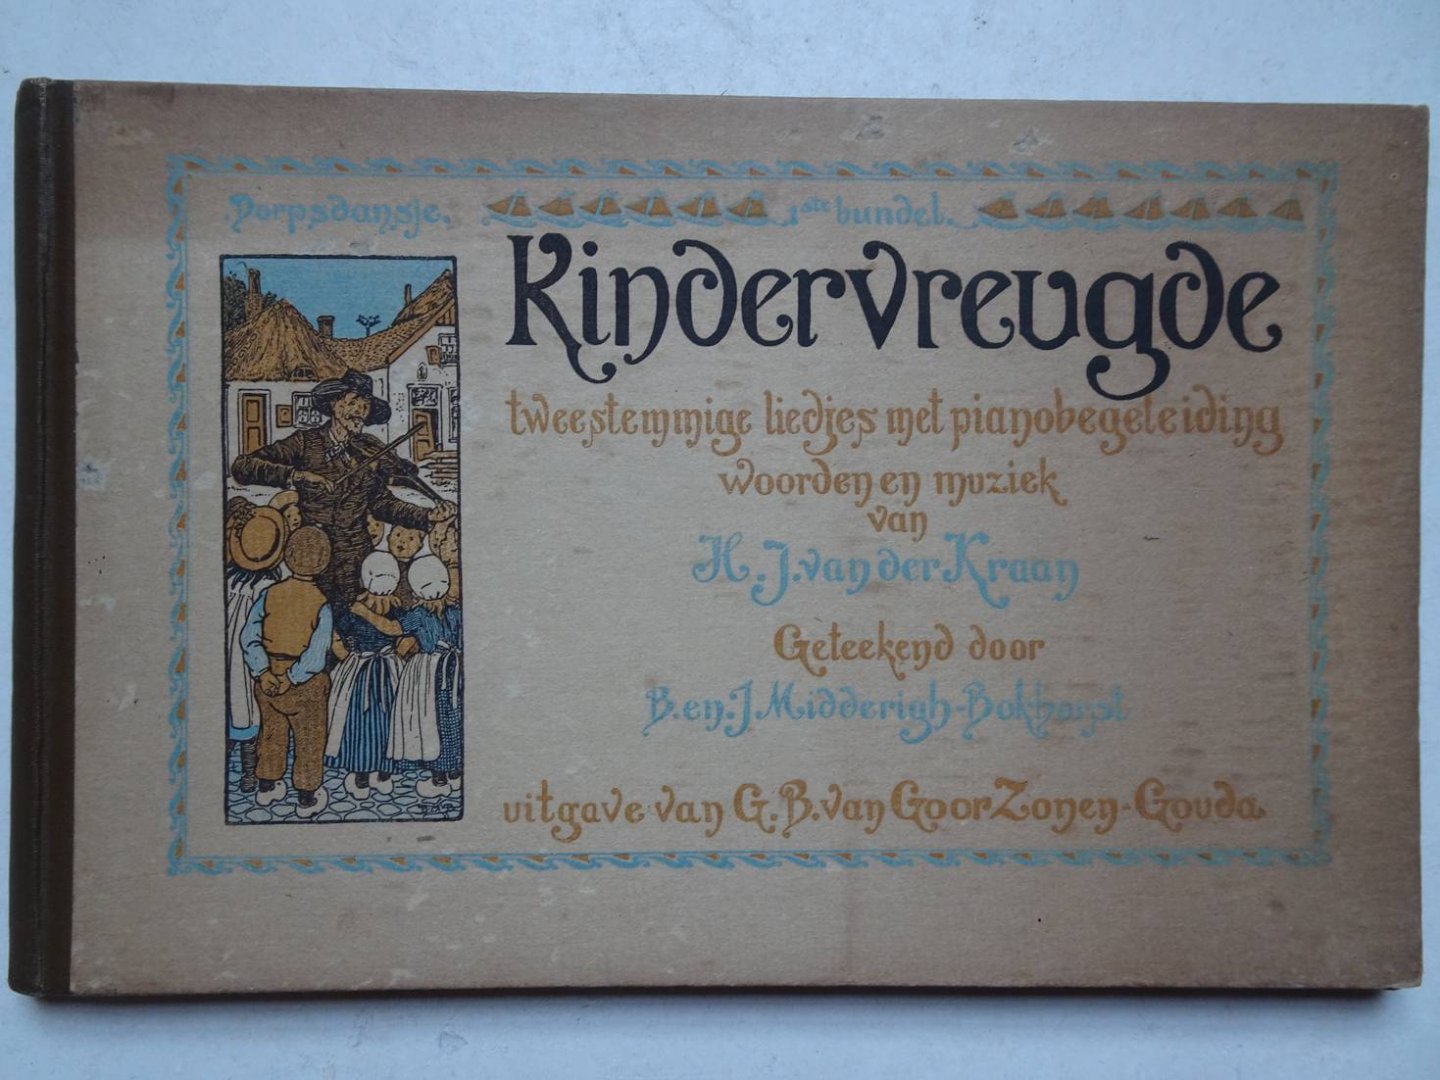 Dorpsdansje. 1ste bundel.
Kindervreugde
tweestemmige liedjes met pianobegeleiding
woorden en muziek
van
H. J. van der Kraan
Geteekend door
B. en J. Midderigh-Bokhorst
uitgave van G. B. van Goor Zonen-Gouda